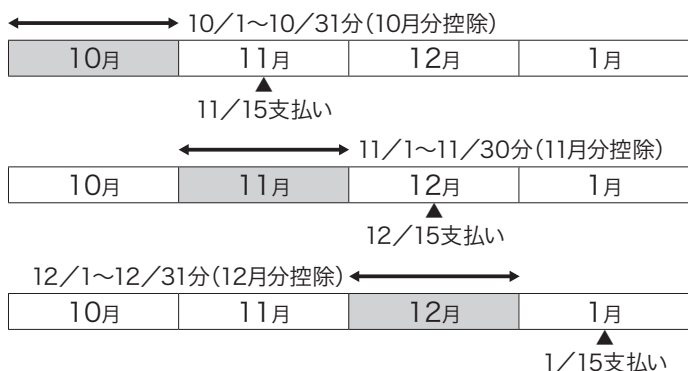 10/1～10/31分(10月分控除)
10月 11月 12月 1月
▲
11/15支払い
11/1～11/30分(11月分控除)
10月 11月 12月 1月
▲
12/15支払い
12/1～12/31分(12月分控除)
10月 11月 12月 1月
▲
1/15支払い